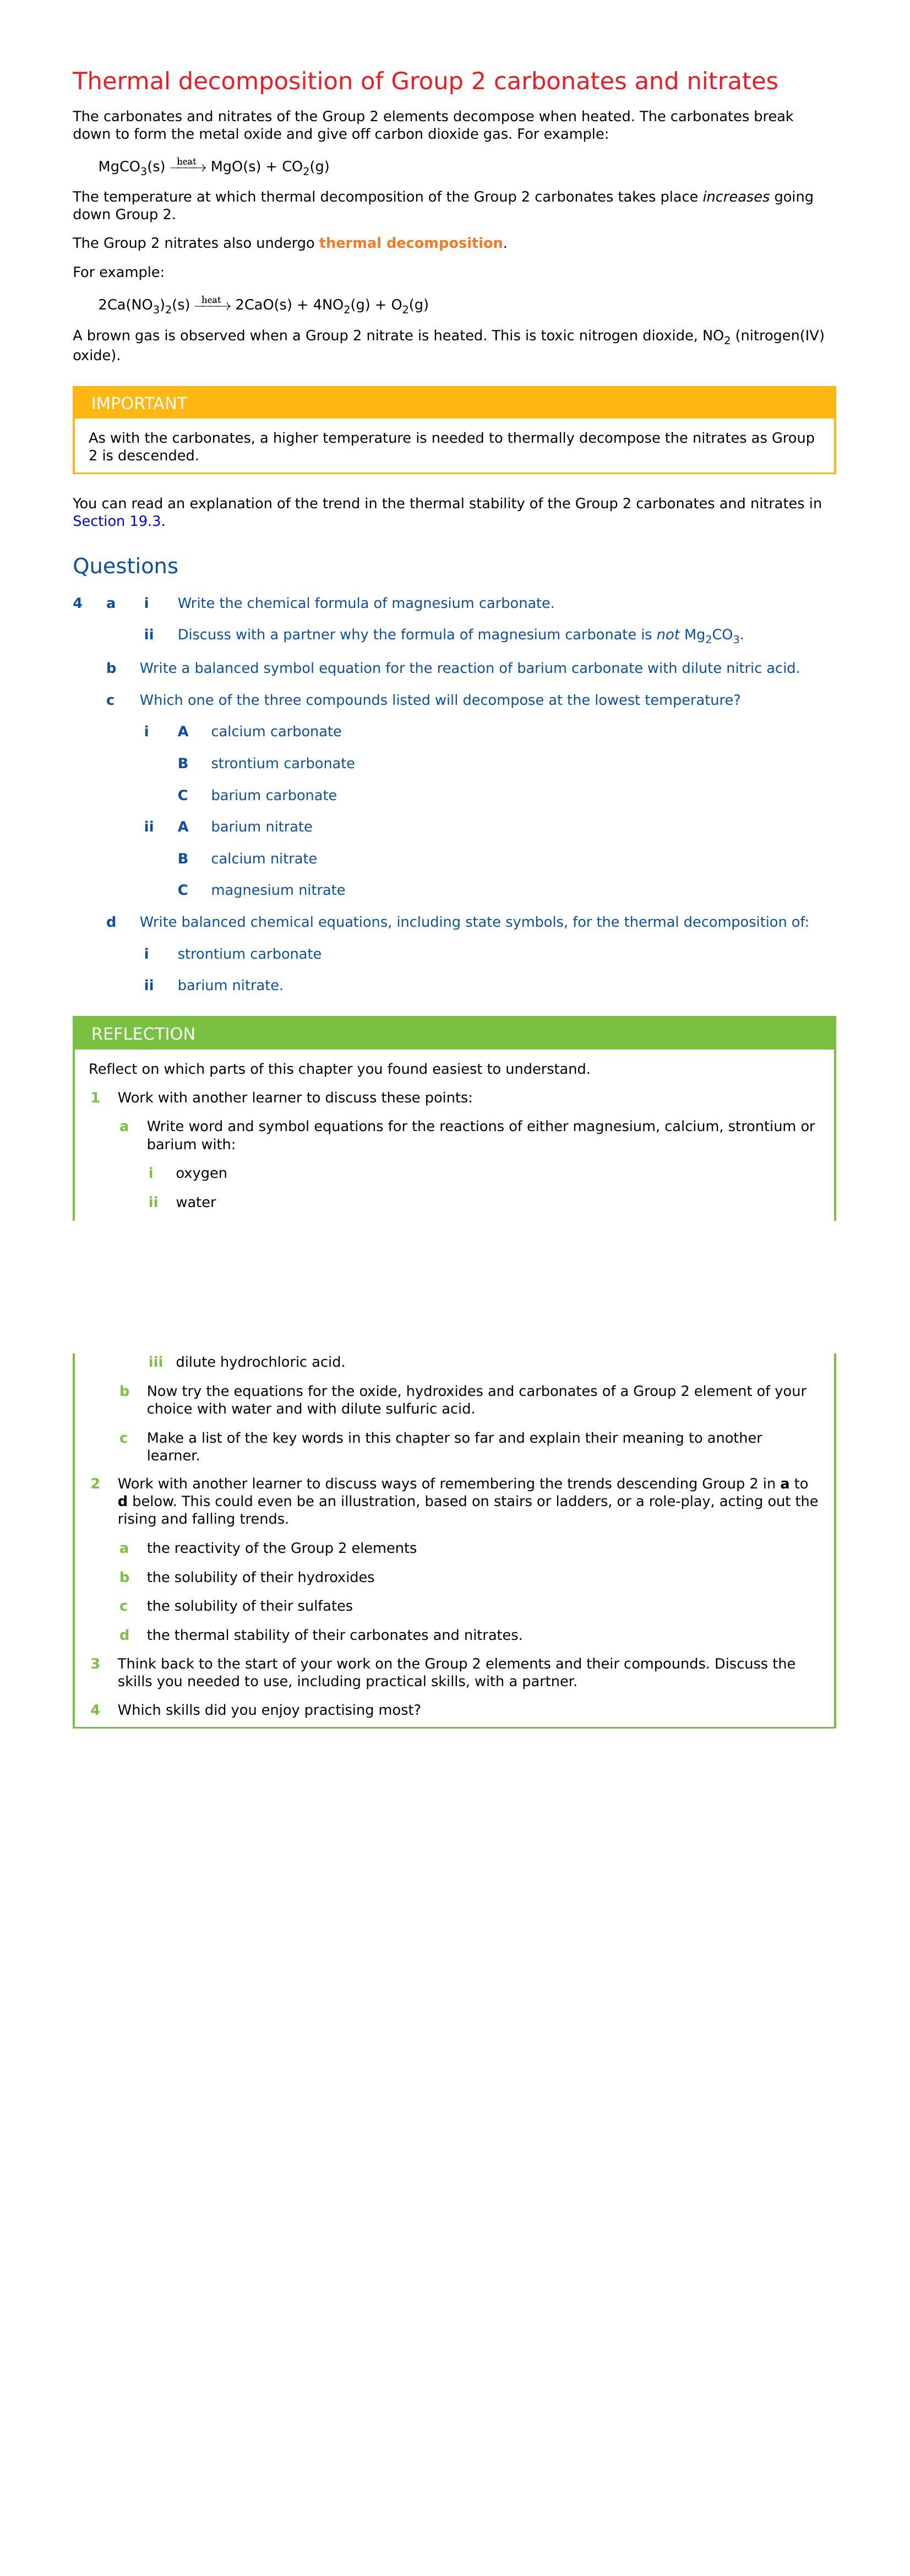 Thermal decomposition of Group 2 carbonates and nitrates
The carbonates and nitrates of the Group 2 elements decompose when heated. The carbonates break
down to form the metal oxide and give off carbon dioxide gas. For example:
MgCO₃(s) heat⟶ MgO(s) + CO₂(g)
The temperature at which thermal decomposition of the Group 2 carbonates takes place increases going
down Group 2.
The Group 2 nitrates also undergo thermal decomposition.
For example:
2Ca(NO₃)₂(s) heat⟶ 2CaO(s) + 4NO₂(g) + O₂(g)
A brown gas is observed when a Group 2 nitrate is heated. This is toxic nitrogen dioxide, NO₂ (nitrogen(IV)
oxide).
IMPORTANT
As with the carbonates, a higher temperature is needed to thermally decompose the nitrates as Group
2 is descended.
You can read an explanation of the trend in the thermal stability of the Group 2 carbonates and nitrates in
Section 19.3.
Questions
4 a i Write the chemical formula of magnesium carbonate.
ii Discuss with a partner why the formula of magnesium carbonate is not Mg₂CO₃.
b Write a balanced symbol equation for the reaction of barium carbonate with dilute nitric acid.
c Which one of the three compounds listed will decompose at the lowest temperature?
i A calcium carbonate
B strontium carbonate
C barium carbonate
ii A barium nitrate
B calcium nitrate
C magnesium nitrate
d Write balanced chemical equations, including state symbols, for the thermal decomposition of:
i strontium carbonate
ii barium nitrate.
REFLECTION
Reflect on which parts of this chapter you found easiest to understand.
1 Work with another learner to discuss these points:
a Write word and symbol equations for the reactions of either magnesium, calcium, strontium or
barium with:
i oxygen
ii water
iii dilute hydrochloric acid.
b Now try the equations for the oxide, hydroxides and carbonates of a Group 2 element of your
choice with water and with dilute sulfuric acid.
c Make a list of the key words in this chapter so far and explain their meaning to another
learner.
2 Work with another learner to discuss ways of remembering the trends descending Group 2 in a to
d below. This could even be an illustration, based on stairs or ladders, or a role-play, acting out the
rising and falling trends.
a the reactivity of the Group 2 elements
b the solubility of their hydroxides
c the solubility of their sulfates
d the thermal stability of their carbonates and nitrates.
3 Think back to the start of your work on the Group 2 elements and their compounds. Discuss the
skills you needed to use, including practical skills, with a partner.
4 Which skills did you enjoy practising most?